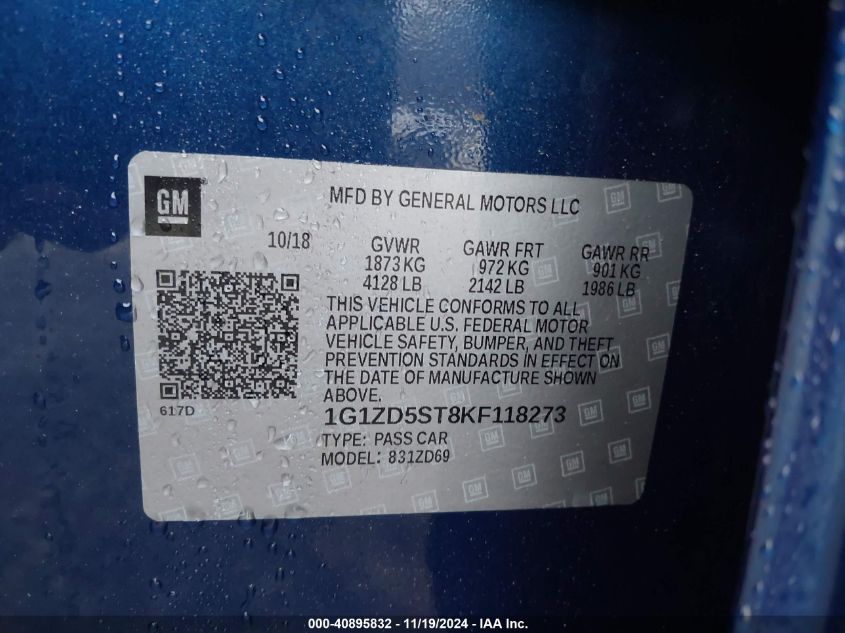 GM
MFD BY GENERAL MOTORS LLC
10/18 GVWR GAWR FRT GAWR RR
1873 KG 972 KG 901 KG
4128 LB 2142 LB 1986 LB
THIS VEHICLE CONFORMS TO ALL
APPLICABLE U.S. FEDERAL MOTOR
VEHICLE SAFETY, BUMPER, AND THEFT
PREVENTION STANDARDS IN EFFECT ON
THE DATE OF MANUFACTURE SHOWN
ABOVE.
617D
1G1ZD5ST8KF118273
TYPE: PASS CAR
MODEL: 831ZD69
000-40895832 - 11/19/2024 - IAA Inc.